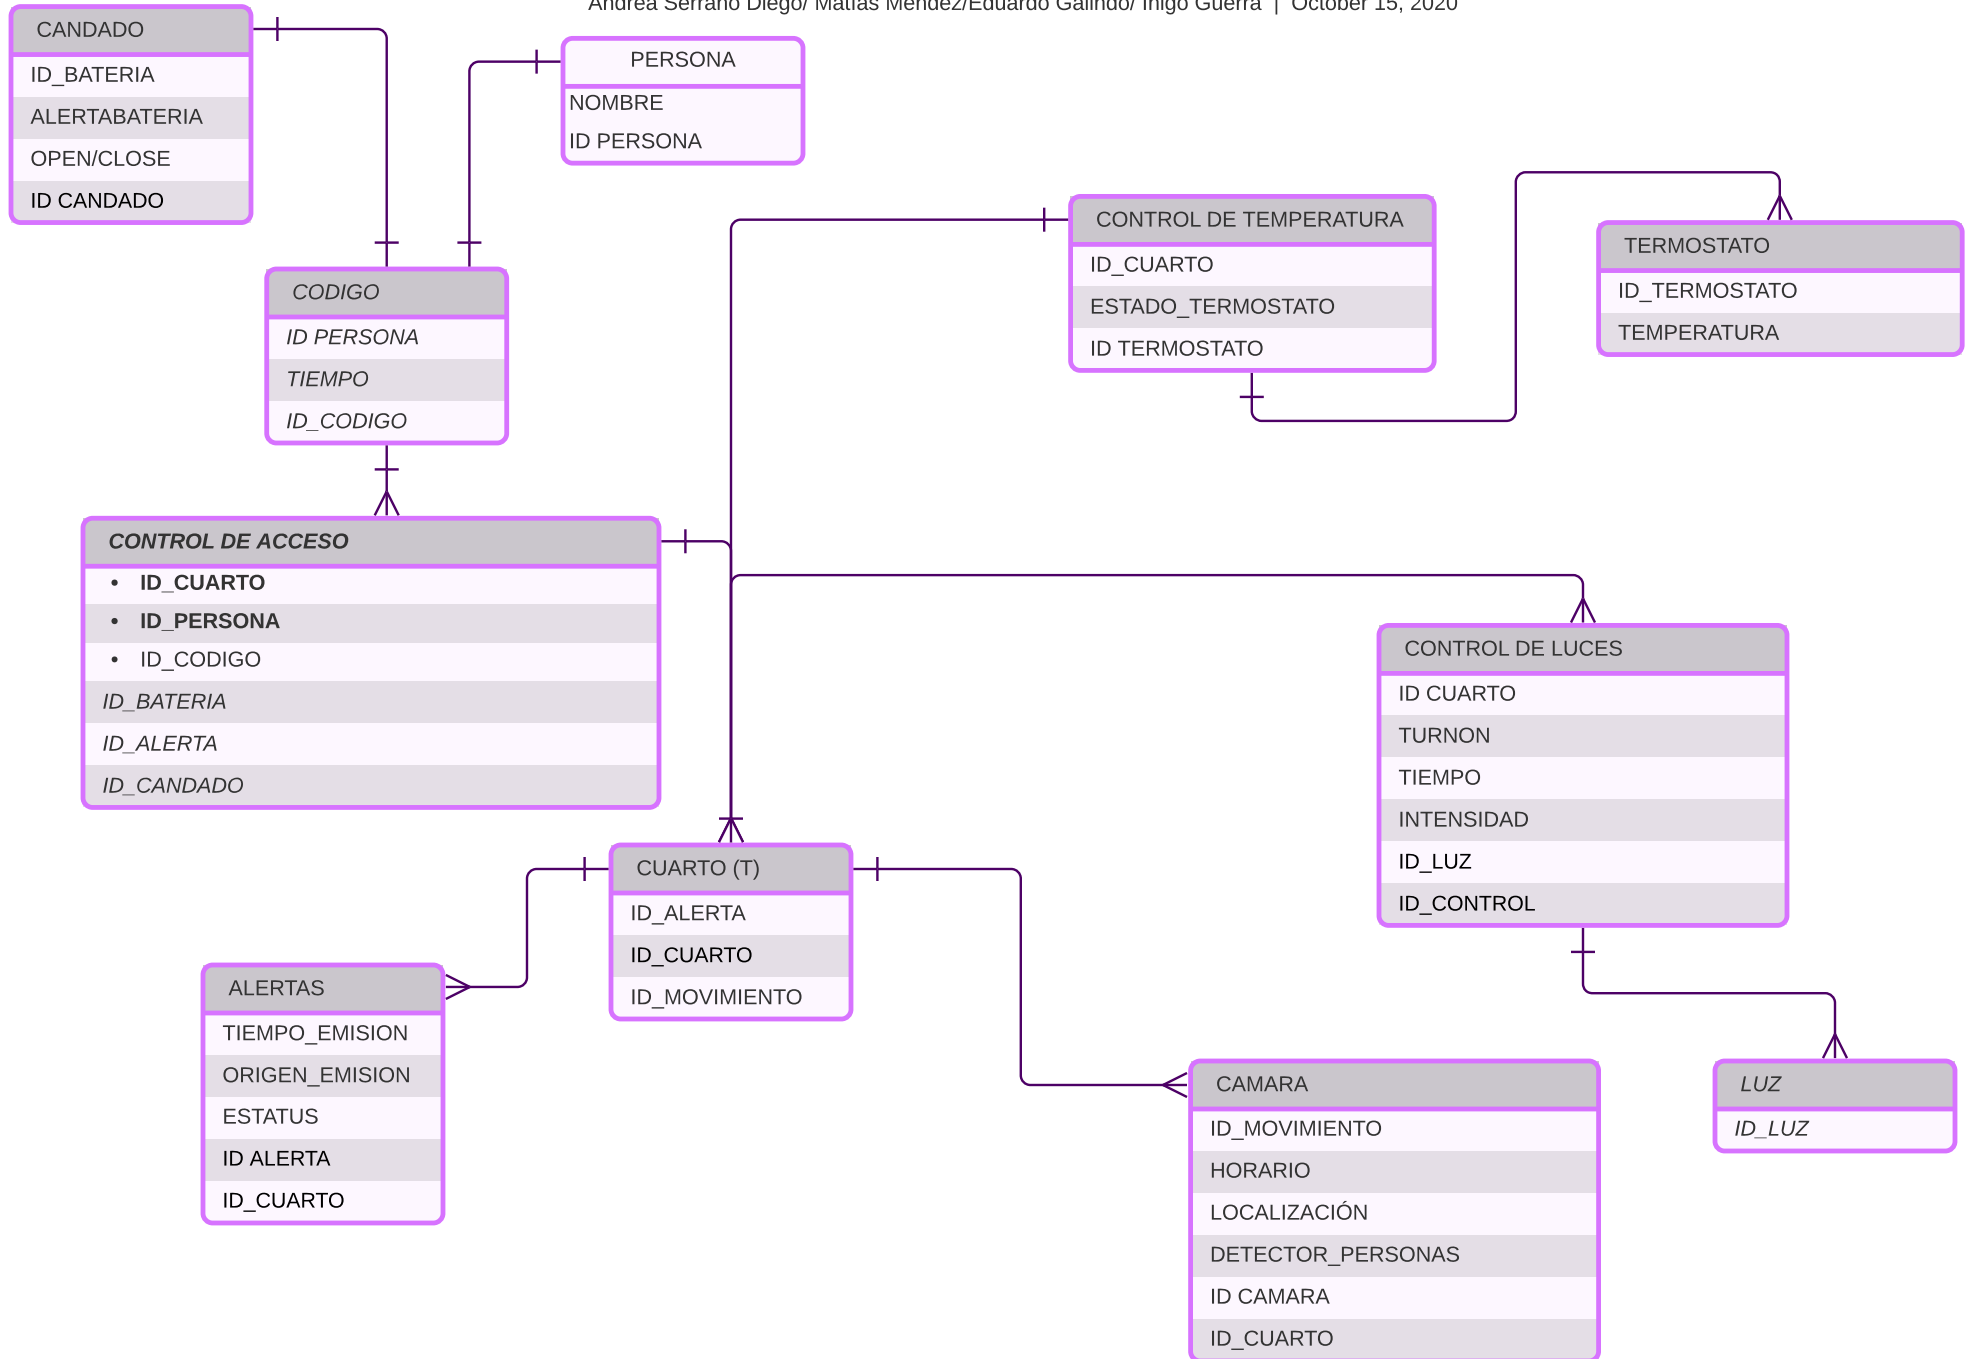 Andrea Serrano Diego/ Matías Méndez/Eduardo Galindo/ Iñigo Guerra | October 15, 2020
CANDADO
ID_BATERIA
ALERTABATERIA
OPEN/CLOSE
ID CANDADO
PERSONA
NOMBRE
ID PERSONA
CODIGO
ID PERSONA
TIEMPO
ID_CODIGO
CONTROL DE TEMPERATURA
ID_CUARTO
ESTADO_TERMOSTATO
ID TERMOSTATO
TERMOSTATO
ID_TERMOSTATO
TEMPERATURA
CONTROL DE ACCESO
• ID_CUARTO
• ID_PERSONA
• ID_CODIGO
ID_BATERIA
ID_ALERTA
ID_CANDADO
CONTROL DE LUCES
ID CUARTO
TURNON
TIEMPO
INTENSIDAD
ID_LUZ
ID_CONTROL
CUARTO (T)
ID_ALERTA
ID_CUARTO
ID_MOVIMIENTO
ALERTAS
TIEMPO_EMISION
ORIGEN_EMISION
ESTATUS
ID ALERTA
ID_CUARTO
CAMARA
ID_MOVIMIENTO
HORARIO
LOCALIZACIÓN
DETECTOR_PERSONAS
ID CAMARA
ID_CUARTO
LUZ
ID_LUZ